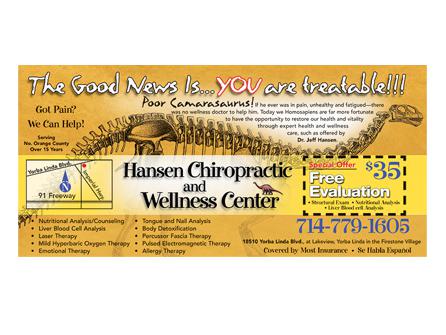 The Good News Is...YOU are treatable!!!
Got Pain?
We Can Help!
Serving
No. Orange County
Over 15 Years
Poor Camarasaurus! If he ever was in pain, unhealthy and fatigued—there
was no wellness doctor to help him. Today we Homosapiens are far more fortunate
to have the opportunity to restore our health and vitality
through expert health and wellness
care, such as offered by
Dr. Jeff Hansen.
Yorba Linda Blvd.
Imperial Hwy
91 Freeway
Hansen Chiropractic
and
Wellness Center
Special Offer
$35!
Free
Evaluation
• Structural Exam • Nutritional Analysis
• Liver Blood cell Analysis
714-779-1605
• Nutritional Analysis/Counseling
• Liver Blood Cell Analysis
• Laser Therapy
• Mild Hyperbaric Oxygen Therapy
• Emotional Therapy
• Tongue and Nail Analysis
• Body Detoxification
• Percussor Fascia Therapy
• Pulsed Electromagnetic Therapy
• Allergy Therapy
18510 Yorba Linda Blvd., at Lakeview, Yorba Linda in the Firestone Village
Covered by Most Insurance • Se Habla Español